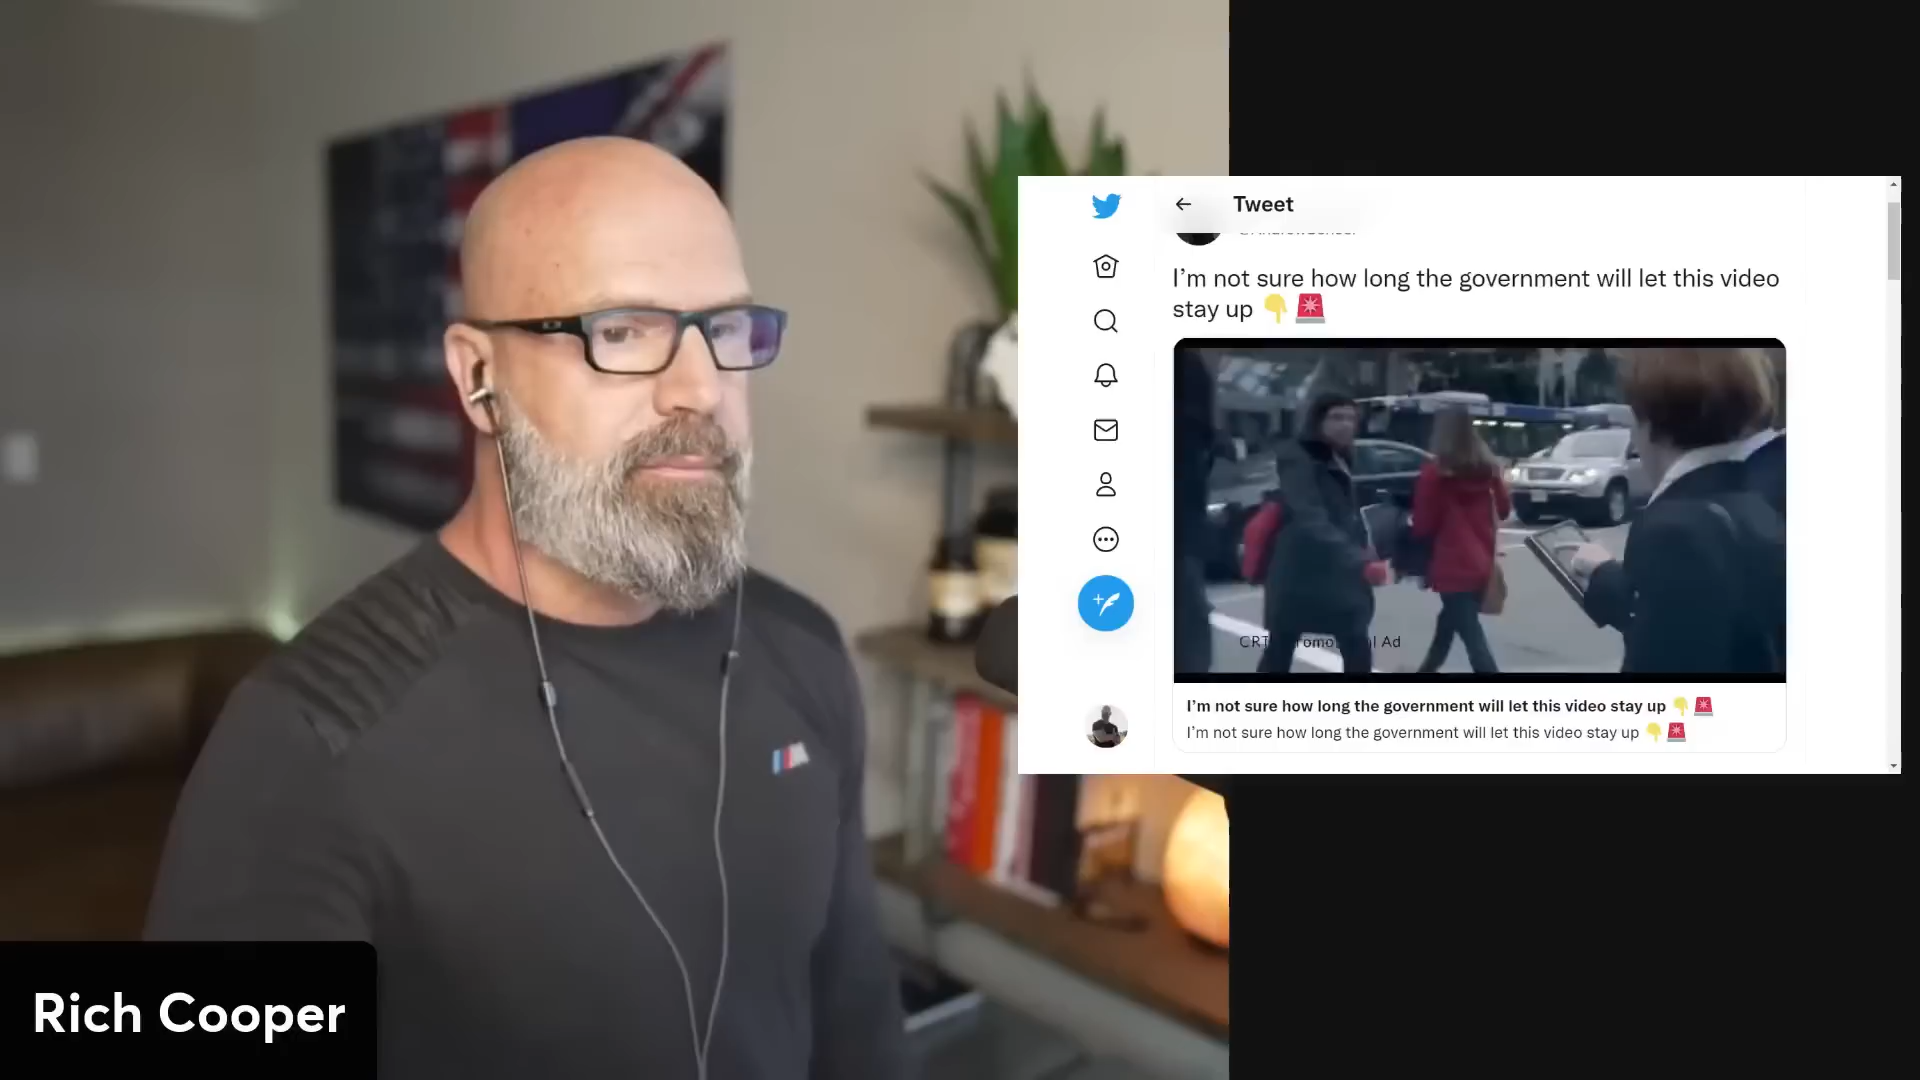 Tweet
I’m not sure how long the government will let this video
stay up 👇🚨
Ad
I’m not sure how long the government will let this video stay up 👇🚨
I’m not sure how long the government will let this video stay up 👇🚨
Rich Cooper